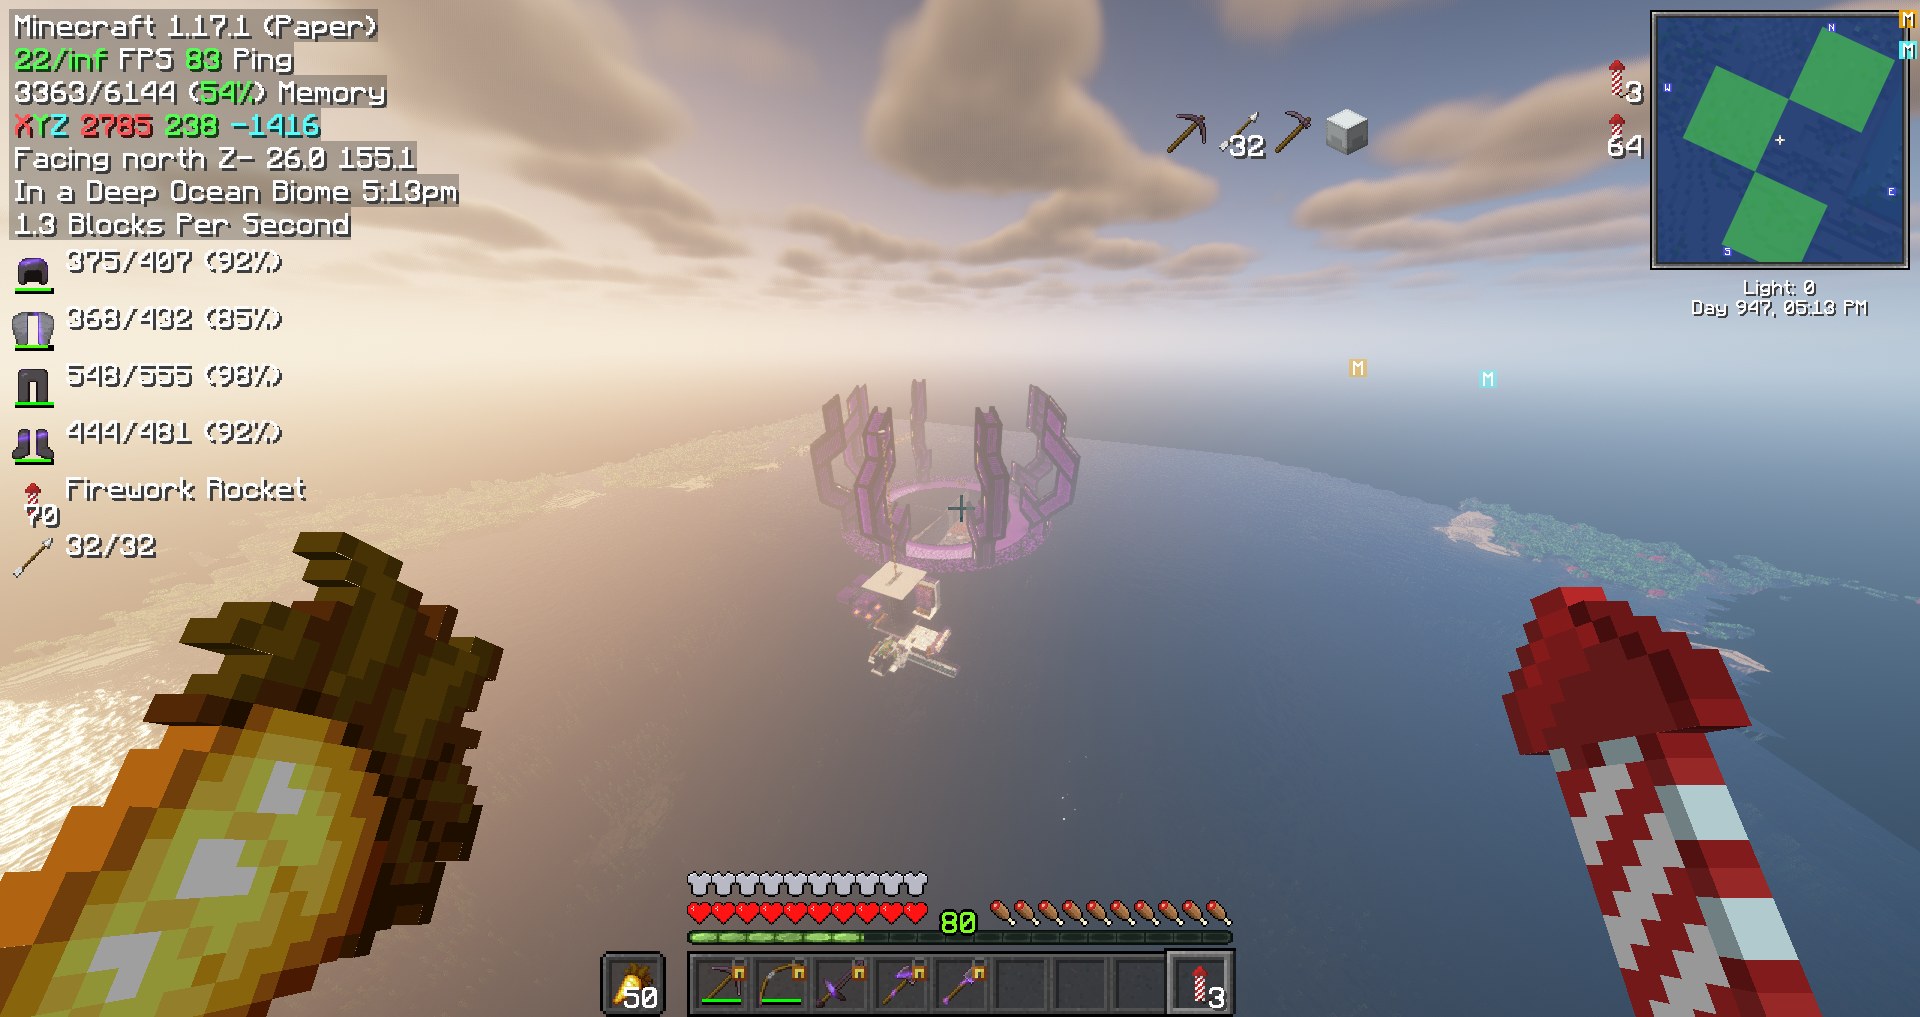 Minecraft 1.17.1 (Paper)
22/inf FPS 83 Ping
3363/6144 (54%) Memory
XYZ 2785 238 -1416
Facing north Z- 26.0 155.1
In a Deep Ocean Biome 5:13pm
1.3 Blocks Per Second
375/407 (92%)
368/432 (85%)
548/555 (98%)
444/481 (92%)
Firework Rocket
70
32/32
32
3
64
N
W
E
S
M
M
Light: 0
Day 947, 05:13 PM
M
M
80
50
3